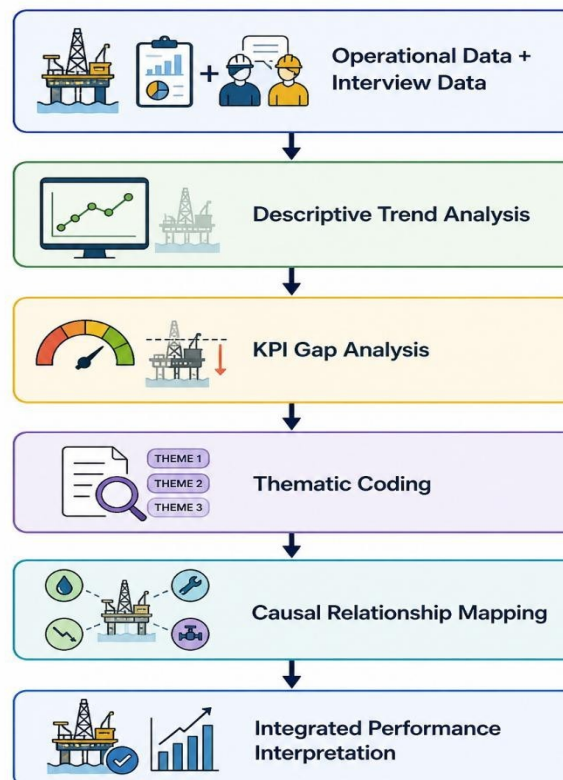 Operational Data +
Interview Data
Descriptive Trend Analysis
KPI Gap Analysis
THEME 1
THEME 2
THEME 3
Thematic Coding
Causal Relationship Mapping
Integrated Performance
Interpretation